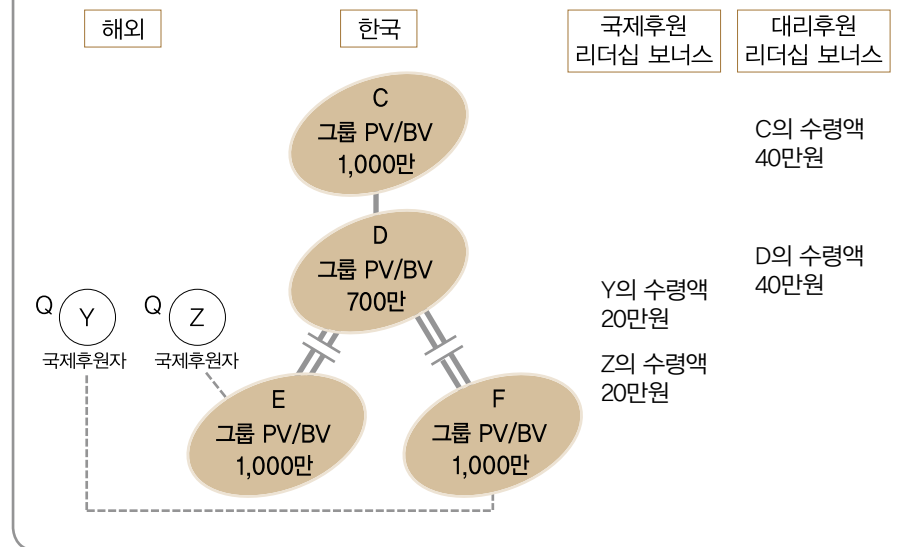 해외
한국
국제후원
리더십 보너스
대리후원
리더십 보너스
C
그룹 PV/BV
1,000만
C의 수령액
40만원
D
그룹 PV/BV
700만
D의 수령액
40만원
Q
Y
국제후원자
Q
Z
국제후원자
Y의 수령액
20만원
Z의 수령액
20만원
E
그룹 PV/BV
1,000만
F
그룹 PV/BV
1,000만